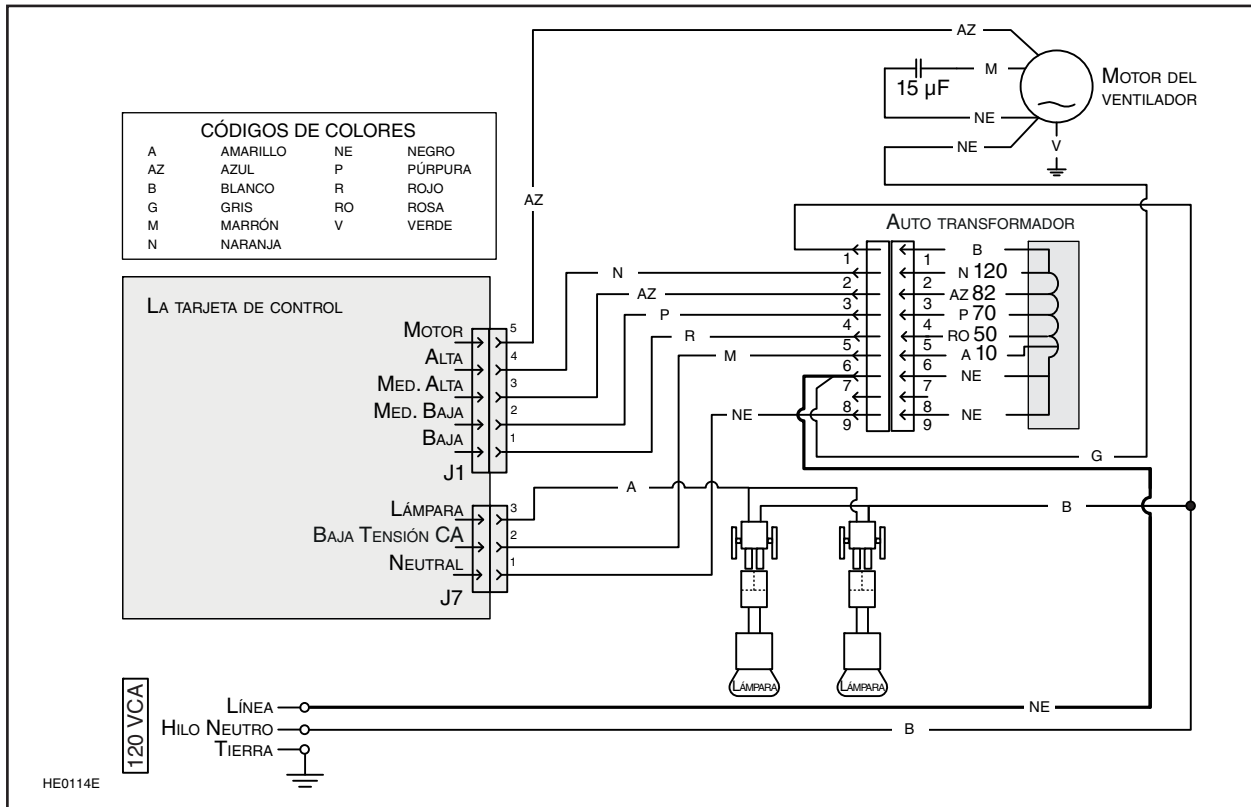 AZ
M
15 µF
MOTOR DEL
VENTILADOR
NE
NE
V
CÓDIGOS DE COLORES
A AMARILLO NE NEGRO
AZ AZUL P PÚRPURA
B BLANCO R ROJO
G GRIS RO ROSA
M MARRÓN V VERDE
N NARANJA
AZ
AUTO TRANSFORMADOR
B
1 1
N N 120
2 2
AZ AZ 82
3 3
P P 70
4 4
R RO 50
5 5
M A 10
6 6
NE
7 7
NE NE
8 8
9 9
G
LA TARJETA DE CONTROL
MOTOR 5
ALTA 4
MED. ALTA 3
MED. BAJA 2
BAJA 1
J1
A
LÁMPARA 3
B
BAJA TENSIÓN CA 2
NEUTRAL 1
J7
LÁMPARA LÁMPARA
120 VCA
LÍNEA NE
HILO NEUTRO B
TIERRA
HE0114E